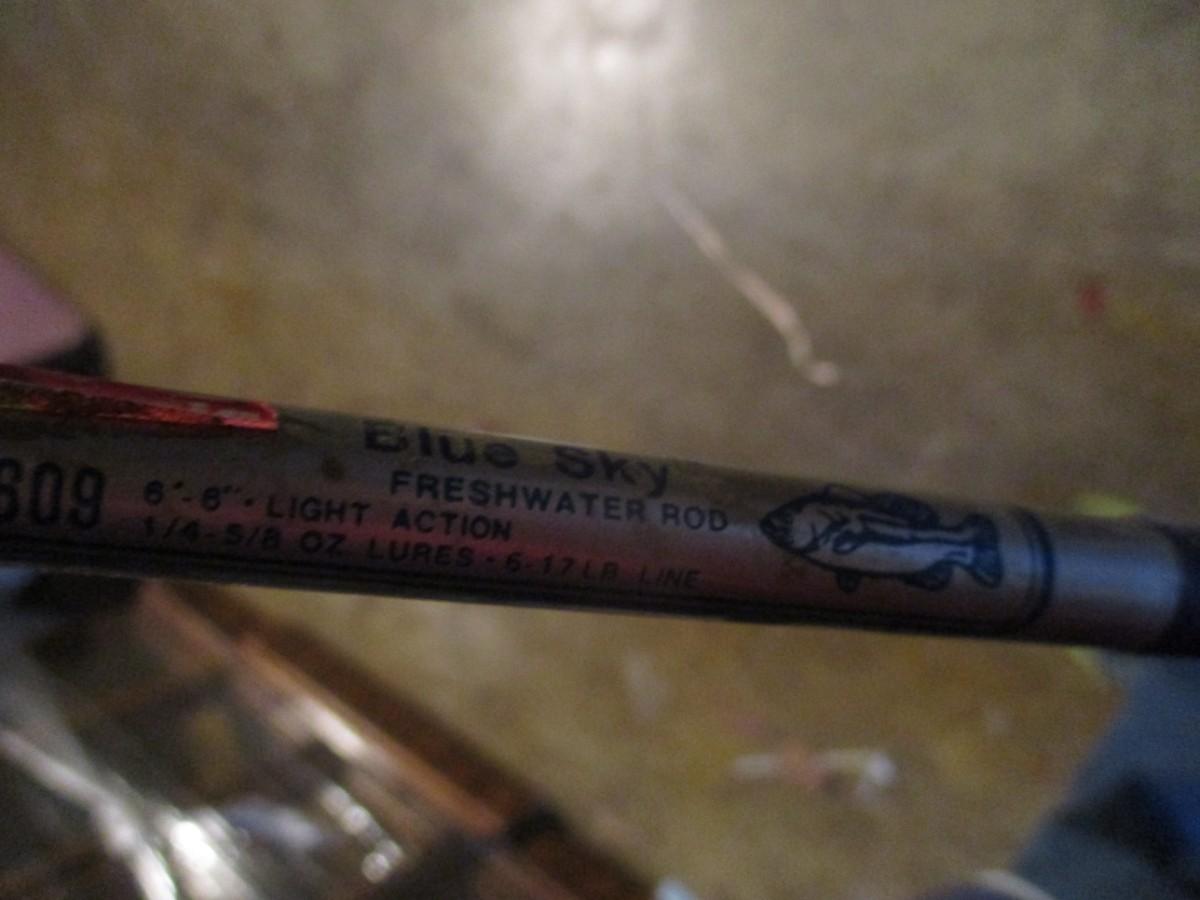 Blue Sky
FRESHWATER ROD
609
6'-6"·LIGHT ACTION
1/4-5/8 OZ LURES·6-17 LB LINE